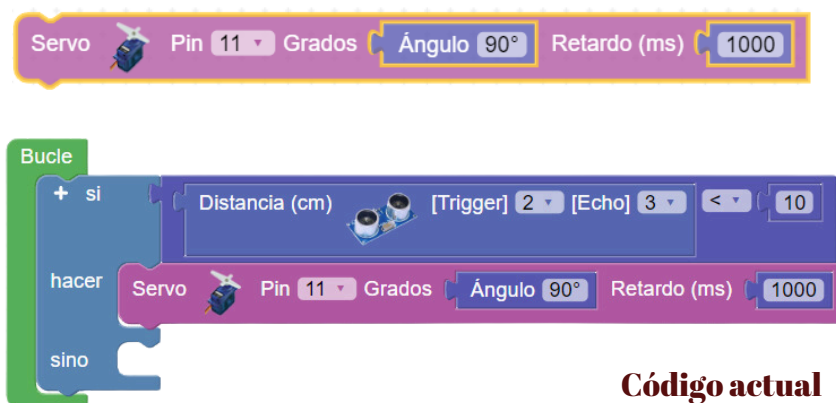 Servo Pin 11 Grados Ángulo 90° Retardo (ms) 1000
Bucle
+ si Distancia (cm) [Trigger] 2 [Echo] 3 < 10
hacer Servo Pin 11 Grados Ángulo 90° Retardo (ms) 1000
sino
Código actual